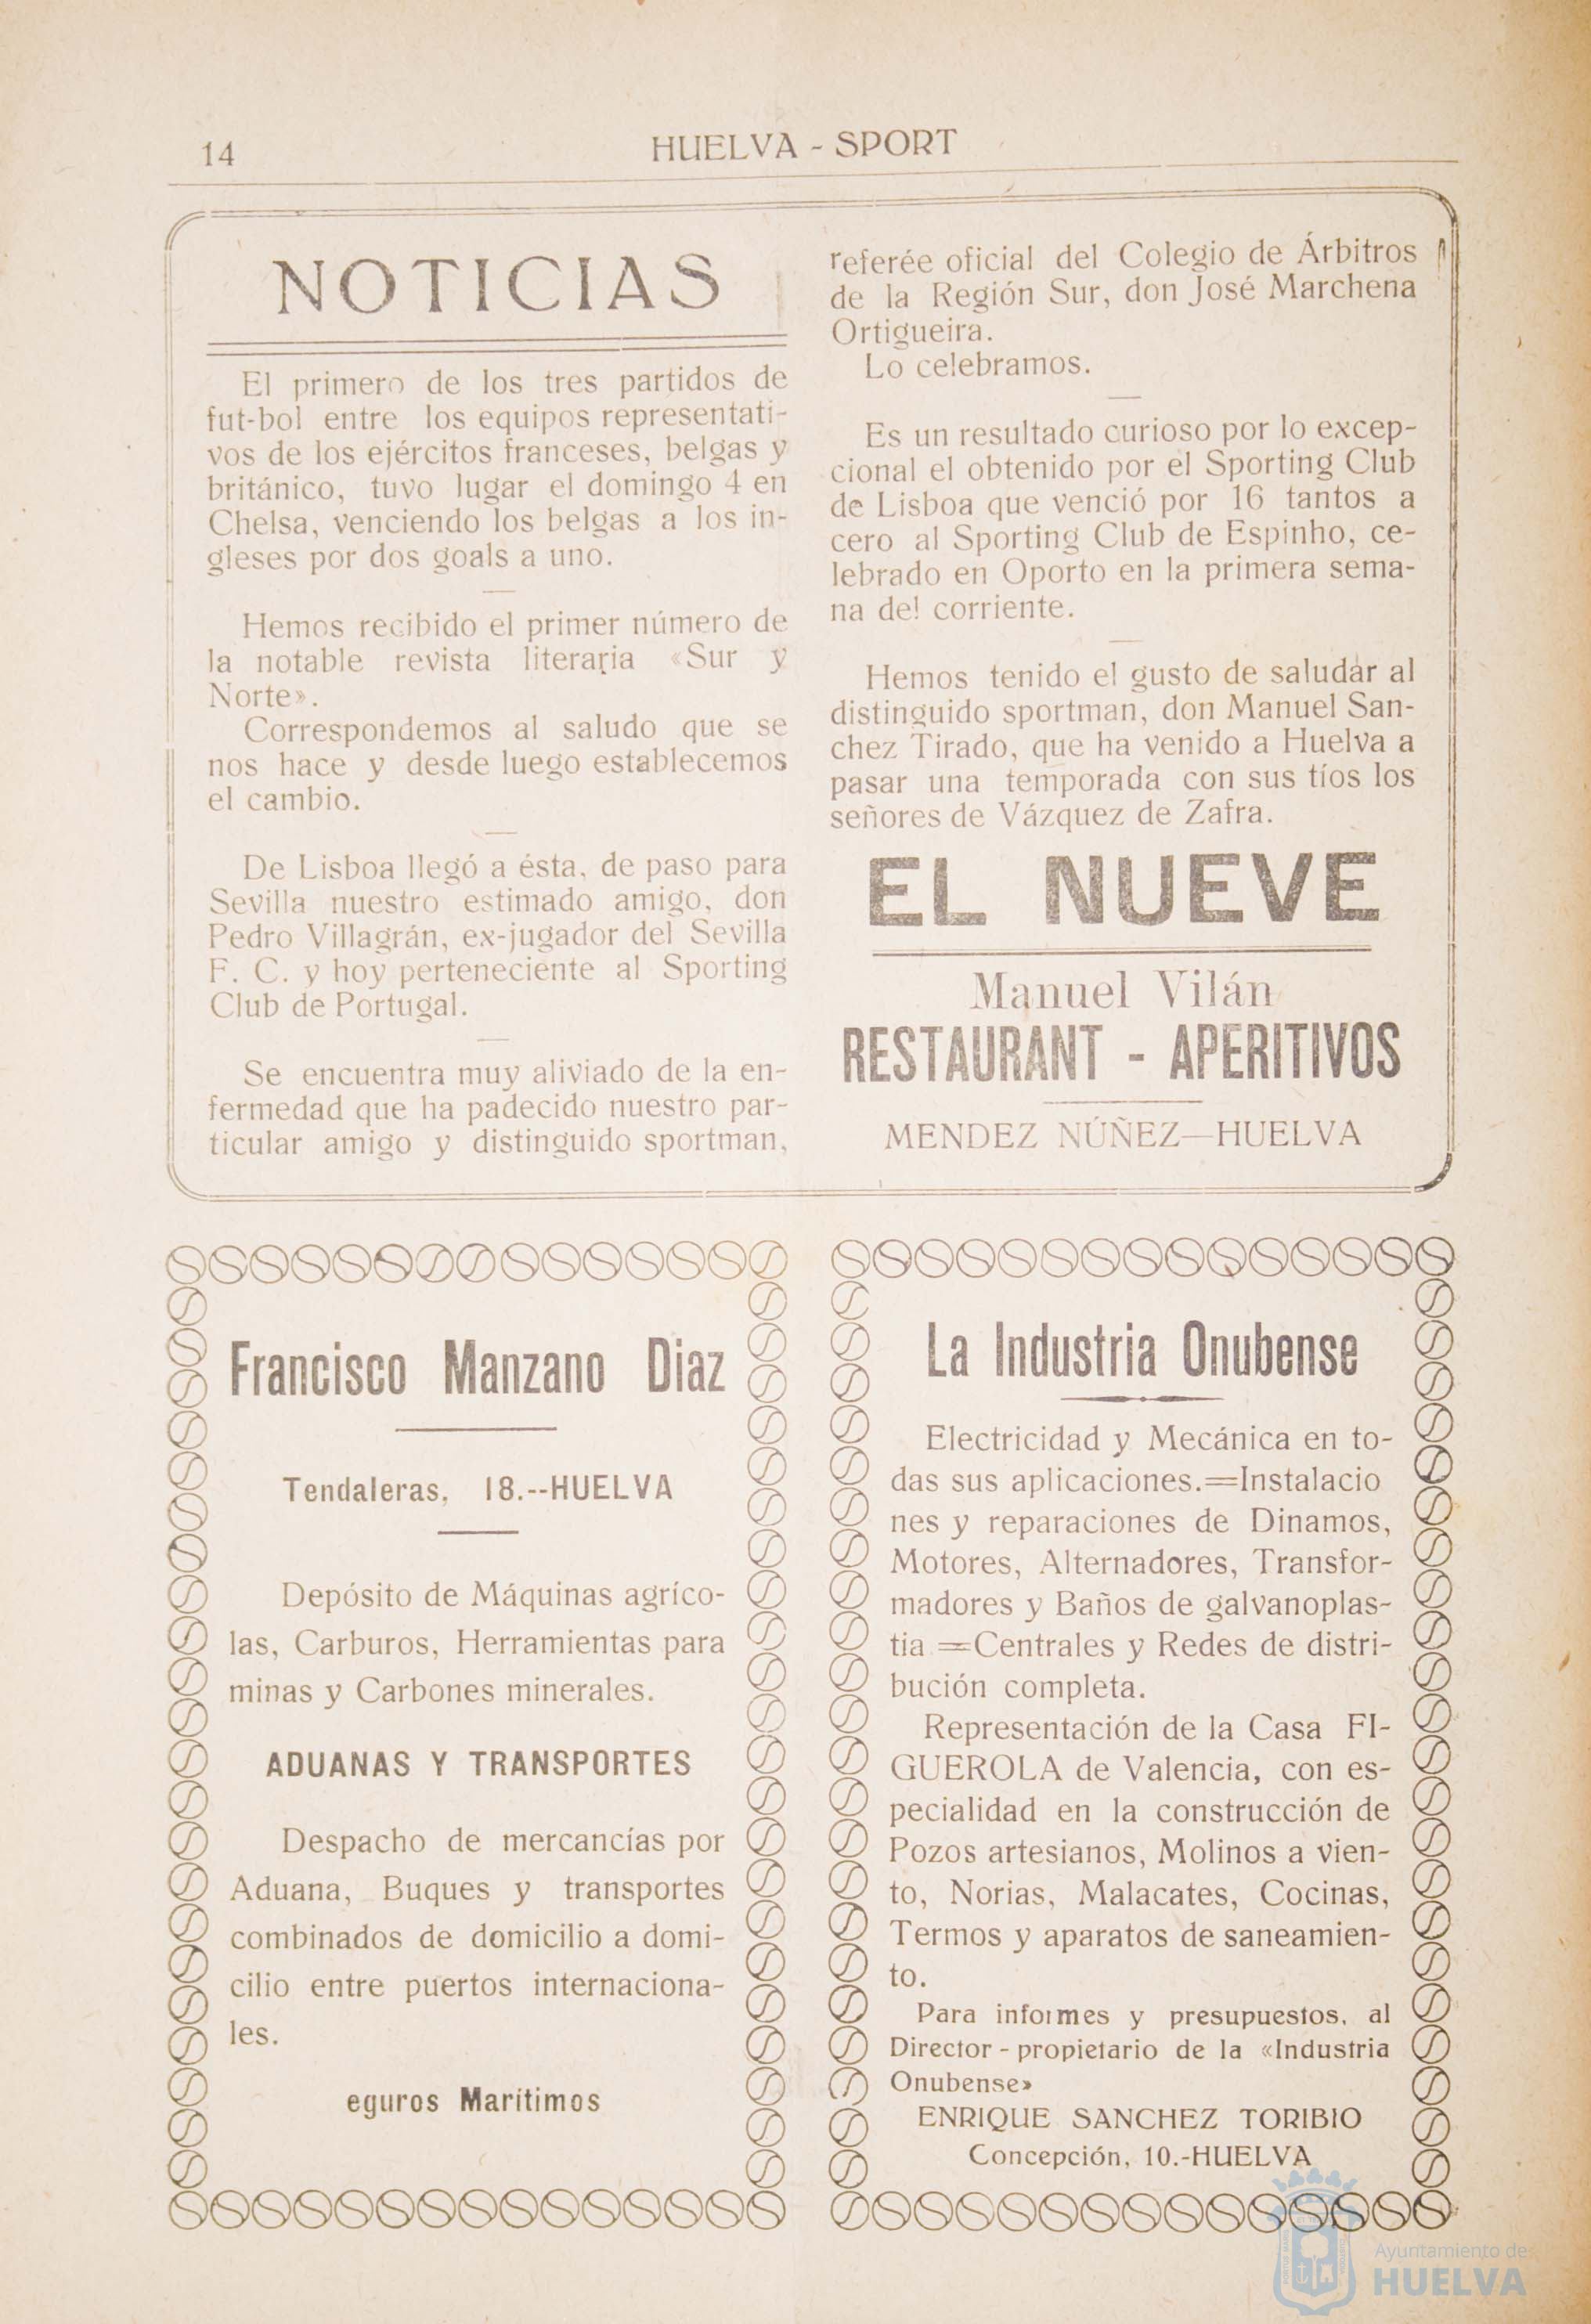 14
HUELVA - SPORT
NOTICIAS
El primero de los tres partidos de
fut-bol entre los equipos representati-
vos de los ejércitos franceses, belgas y
británico, tuvo lugar el domingo 4 en
Chelsa, venciendo los belgas a los in-
gleses por dos goals a uno.
Hemos recibido el primer número de
la notable revista literaria «Sur y
Norte».
Correspondemos al saludo que se
nos hace y desde luego establecemos
el cambio.
De Lisboa llegó a ésta, de paso para
Sevilla nuestro estimado amigo, don
Pedro Villagrán, ex-jugador del Sevilla
F. C. y hoy perteneciente al Sporting
Club de Portugal.
Se encuentra muy aliviado de la en-
fermedad que ha padecido nuestro par-
ticular amigo y distinguido sportman,
referée oficial del Colegio de Árbitros
de la Región Sur, don José Marchena
Ortigueira.
Lo celebramos.
Es un resultado curioso por lo excep-
cional el obtenido por el Sporting Club
de Lisboa que venció por 16 tantos a
cero al Sporting Club de Espinho, ce-
lebrado en Oporto en la primera sema-
na de! corriente.
Hemos tenido el gusto de saludar al
distinguido sportman, don Manuel San-
chez Tirado, que ha venido a Huelva a
pasar una temporada con sus tíos los
señores de Vázquez de Zafra.
EL NUEVE
Manuel Vilán
RESTAURANT - APERITIVOS
MENDEZ NÚÑEZ—HUELVA
Francisco Manzano Diaz
Tendaleras, 18.--HUELVA
Depósito de Máquinas agríco-
las, Carburos, Herramientas para
minas y Carbones minerales.
ADUANAS Y TRANSPORTES
Despacho de mercancías por
Aduana, Buques y transportes
combinados de domicilio a domi-
cilio entre puertos internaciona-
les.
eguros Marítimos
La Industria Onubense
Electricidad y Mecánica en to-
das sus aplicaciones.=Instalacio
nes y reparaciones de Dinamos,
Motores, Alternadores, Transfor-
madores y Baños de galvanoplas-
tia.=Centrales y Redes de distri-
bución completa.
Representación de la Casa FI-
GUEROLA de Valencia, con es-
pecialidad en la construcción de
Pozos artesianos, Molinos a vien-
to, Norias, Malacates, Cocinas,
Termos y aparatos de saneamien-
to.
Para informes y presupuestos, al
Director - propietario de la «Industria
Onubense»
ENRIQUE SANCHEZ TORIBIO
Concepción, 10.-HUELVA
Ayuntamiento de
HUELVA